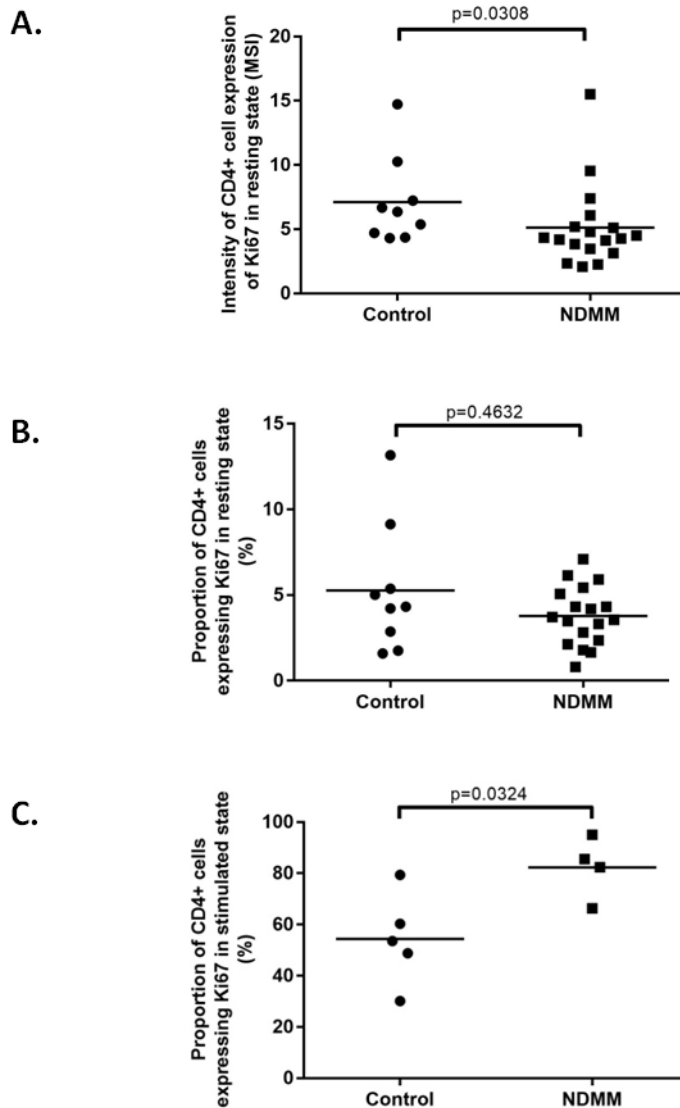 A.
p=0.0308
Intensity of CD4+ cell expression
of Ki67 in resting state (MSI)
20
15
10
5
0
Control
NDMM
B.
p=0.4632
Proportion of CD4+ cells
expressing Ki67 in resting state
(%)
15
10
5
0
Control
NDMM
C.
p=0.0324
Proportion of CD4+ cells
expressing Ki67 in stimulated state
(%)
100
80
60
40
20
0
Control
NDMM